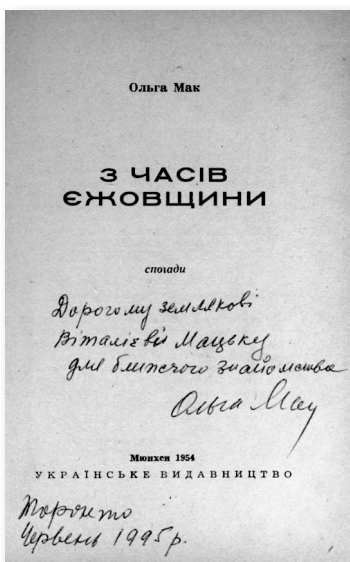 Ольга Мак
З ЧАСІВ
ЄЖОВЩИНИ
спогади
Дорогому землякові
Віталієві Мацьку
для ближчого знайомства
Ольга Мак
Мюнхен 1954
УКРАЇНСЬКЕ ВИДАВНИЦТВО
Торонто
Червень 1995 р.